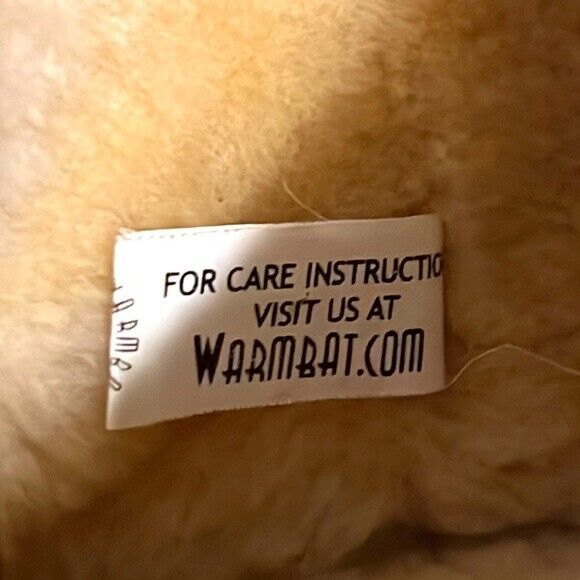 FOR CARE INSTRUCTIO
VISIT US AT
WARMBAT.COM